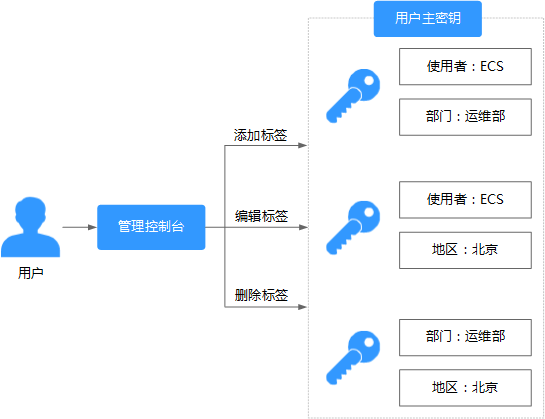 用户主密钥
使用者：ECS
部门：运维部
添加标签
使用者：ECS
编辑标签
管理控制台
地区：北京
用户
删除标签
部门：运维部
地区：北京